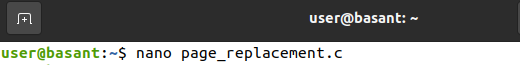 user@basant: ~
user@basant:~$ nano page_replacement.c